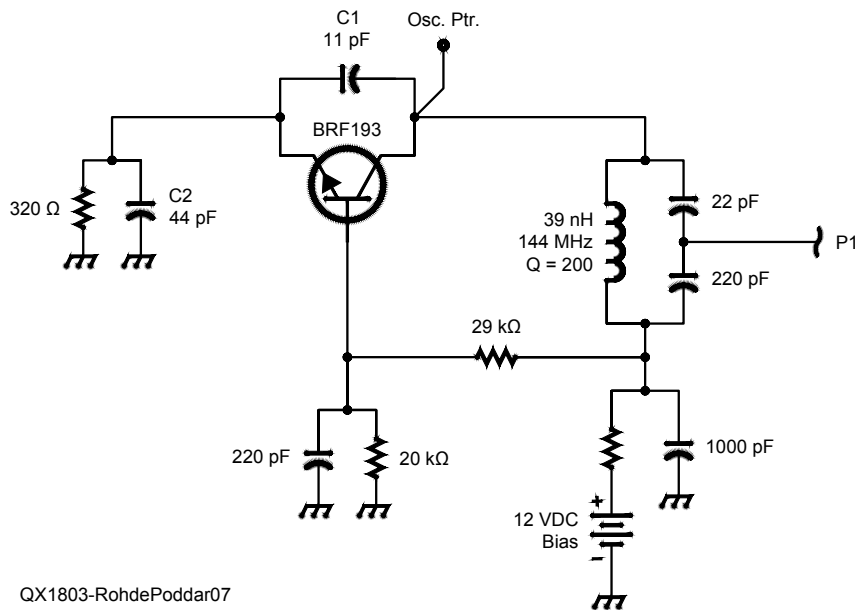 C1
11 pF
Osc. Ptr.
BRF193
320 Ω
C2
44 pF
39 nH
144 MHz
Q = 200
22 pF
P1
220 pF
29 kΩ
220 pF
20 kΩ
1000 pF
+
12 VDC
Bias
-
QX1803-RohdePoddar07